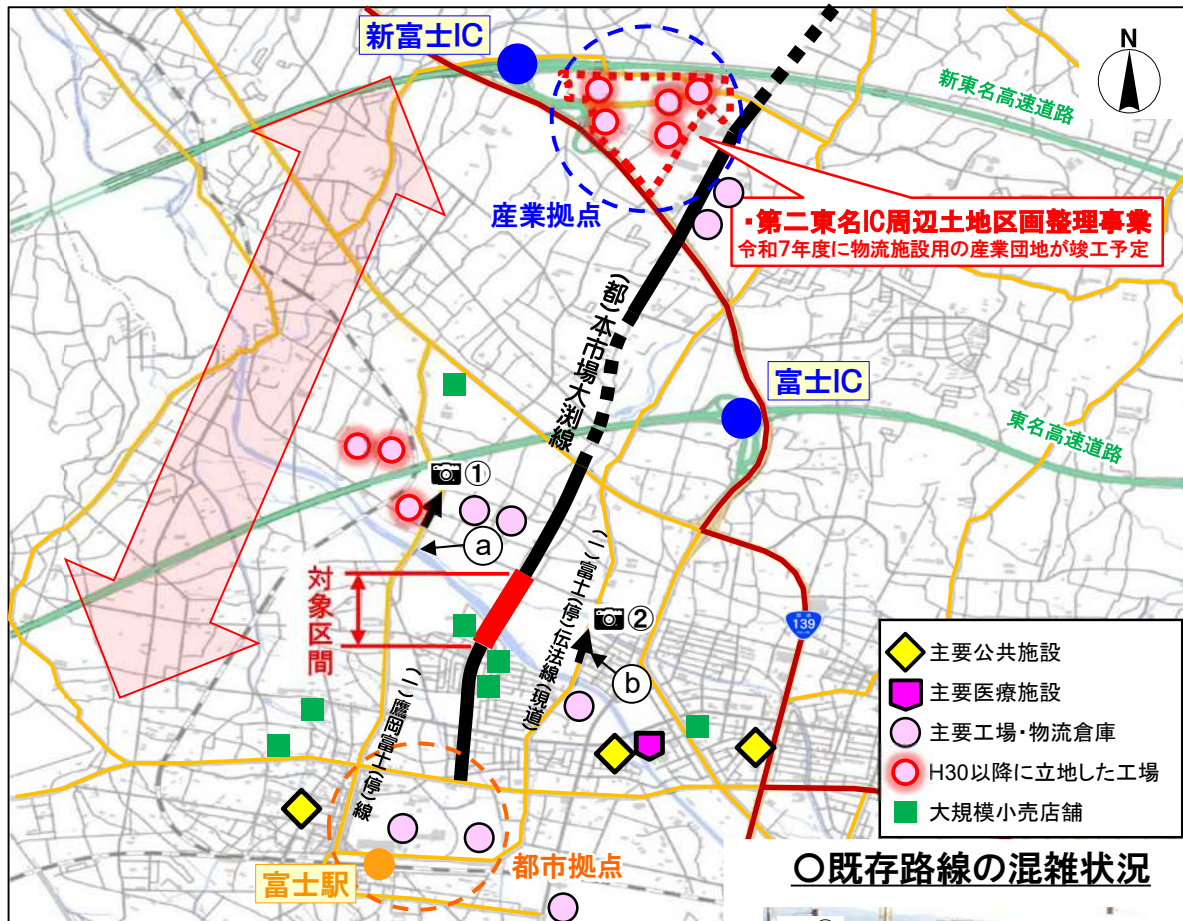 新富士IC
N
新東名高速道路
産業拠点
・第二東名IC周辺土地区画整理事業
令和7年度に物流施設用の産業団地が竣工予定
(都)本市場大渕線
富士IC
東名高速道路
①
a
対象区間
(一)富士(停)伝法線(現道)
②
139
b
(一)鷹岡富士(停)線
主要公共施設
主要医療施設
主要工場・物流倉庫
H30以降に立地した工場
大規模小売店舗
富士駅
都市拠点
○既存路線の混雑状況